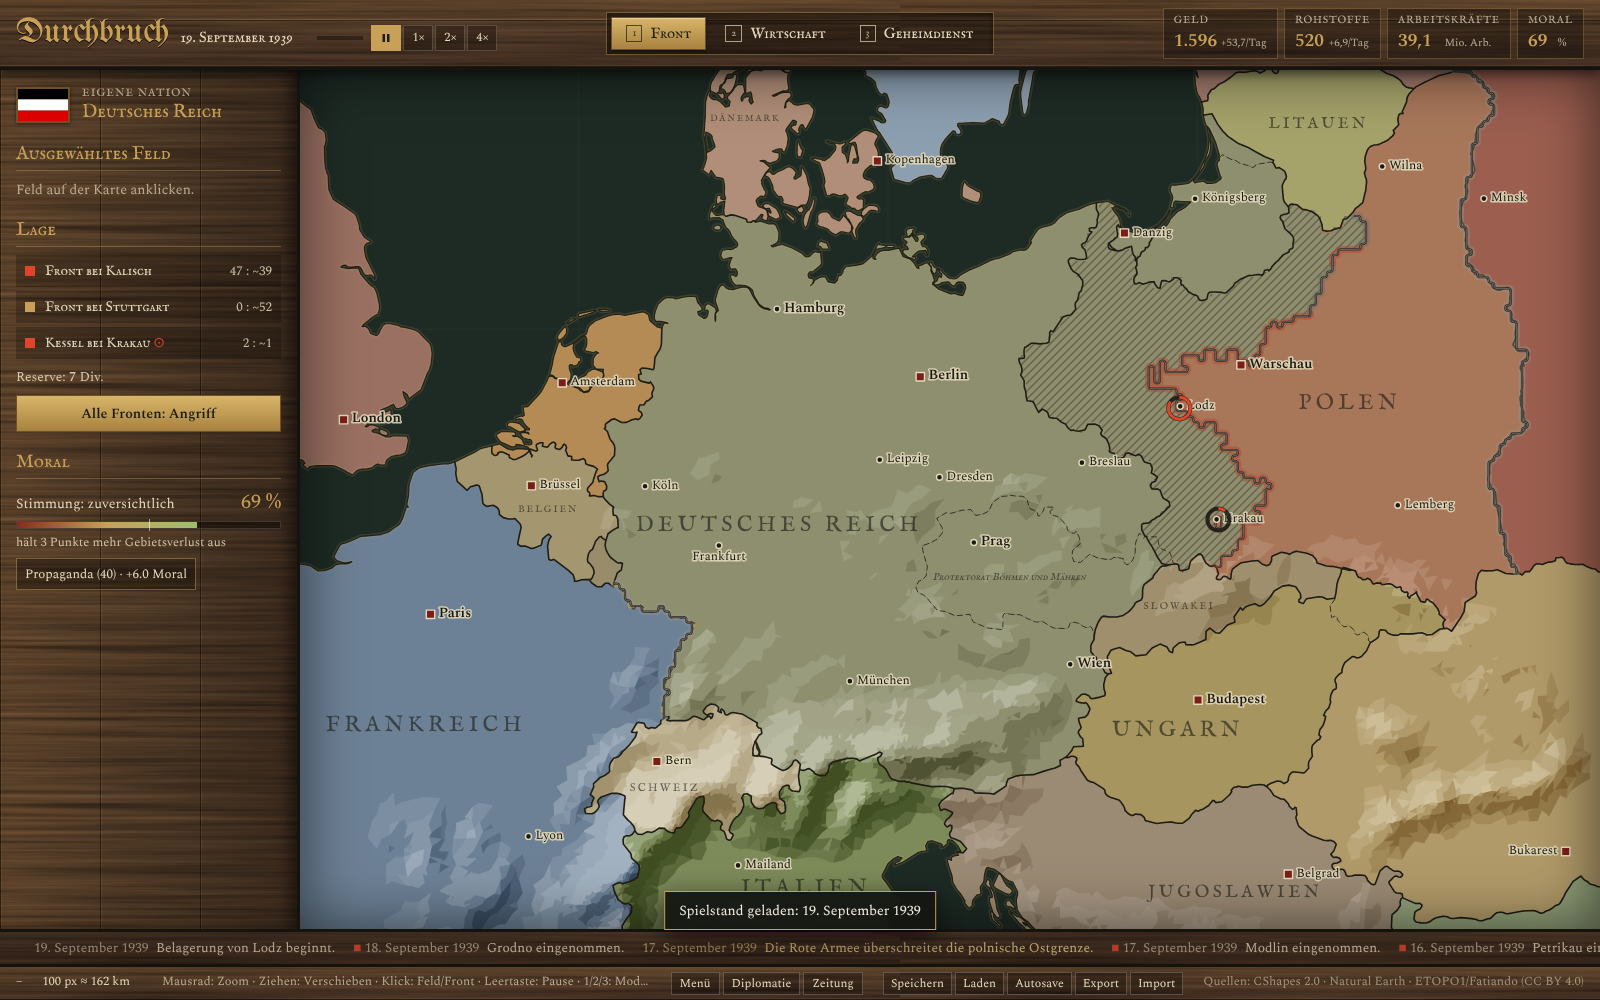 Durchbruch
19. September 1939
1×
2×
4×
1 Front
2 Wirtschaft
3 Geheimdienst
Geld
1.596 +53,7/Tag
Rohstoffe
520 +6,9/Tag
Arbeitskräfte
39,1 Mio. Arb.
Moral
69 %
Eigene Nation
Deutsches Reich
Ausgewähltes Feld
Feld auf der Karte anklicken.
Lage
Front bei Kalisch 47 : ~39
Front bei Stuttgart 0 : ~52
Kessel bei Krakau 2 : ~1
Reserve: 7 Div.
Alle Fronten: Angriff
Moral
Stimmung: zuversichtlich 69 %
hält 3 Punkte mehr Gebietsverlust aus
Propaganda (40) · +6.0 Moral
DÄNEMARK
LITAUEN
Kopenhagen
Wilna
Königsberg
Minsk
Danzig
Hamburg
Warschau
Berlin
Amsterdam
POLEN
Lodz
London
Leipzig
Breslau
Dresden
Brüssel
Köln
BELGIEN
Lemberg
DEUTSCHES REICH
Krakau
Prag
Frankfurt
Protektorat Böhmen und Mähren
SLOWAKEI
Paris
Wien
München
Budapest
FRANKREICH
UNGARN
Bern
SCHWEIZ
Lyon
Mailand
Bukarest
Belgrad
ITALIEN
JUGOSLAWIEN
Spielstand geladen: 19. September 1939
19. September 1939 Belagerung von Lodz beginnt. 18. September 1939 Grodno eingenommen. 17. September 1939 Die Rote Armee überschreitet die polnische Ostgrenze. 17. September 1939 Modlin eingenommen. 16. September 1939 Petrikau ein
– 100 px ≈ 162 km Mausrad: Zoom · Ziehen: Verschieben · Klick: Feld/Front · Leertaste: Pause · 1/2/3: Mod... Menü Diplomatie Zeitung Speichern Laden Autosave Export Import Quellen: CShapes 2.0 · Natural Earth · ETOPO1/Fatiando (CC BY 4.0)